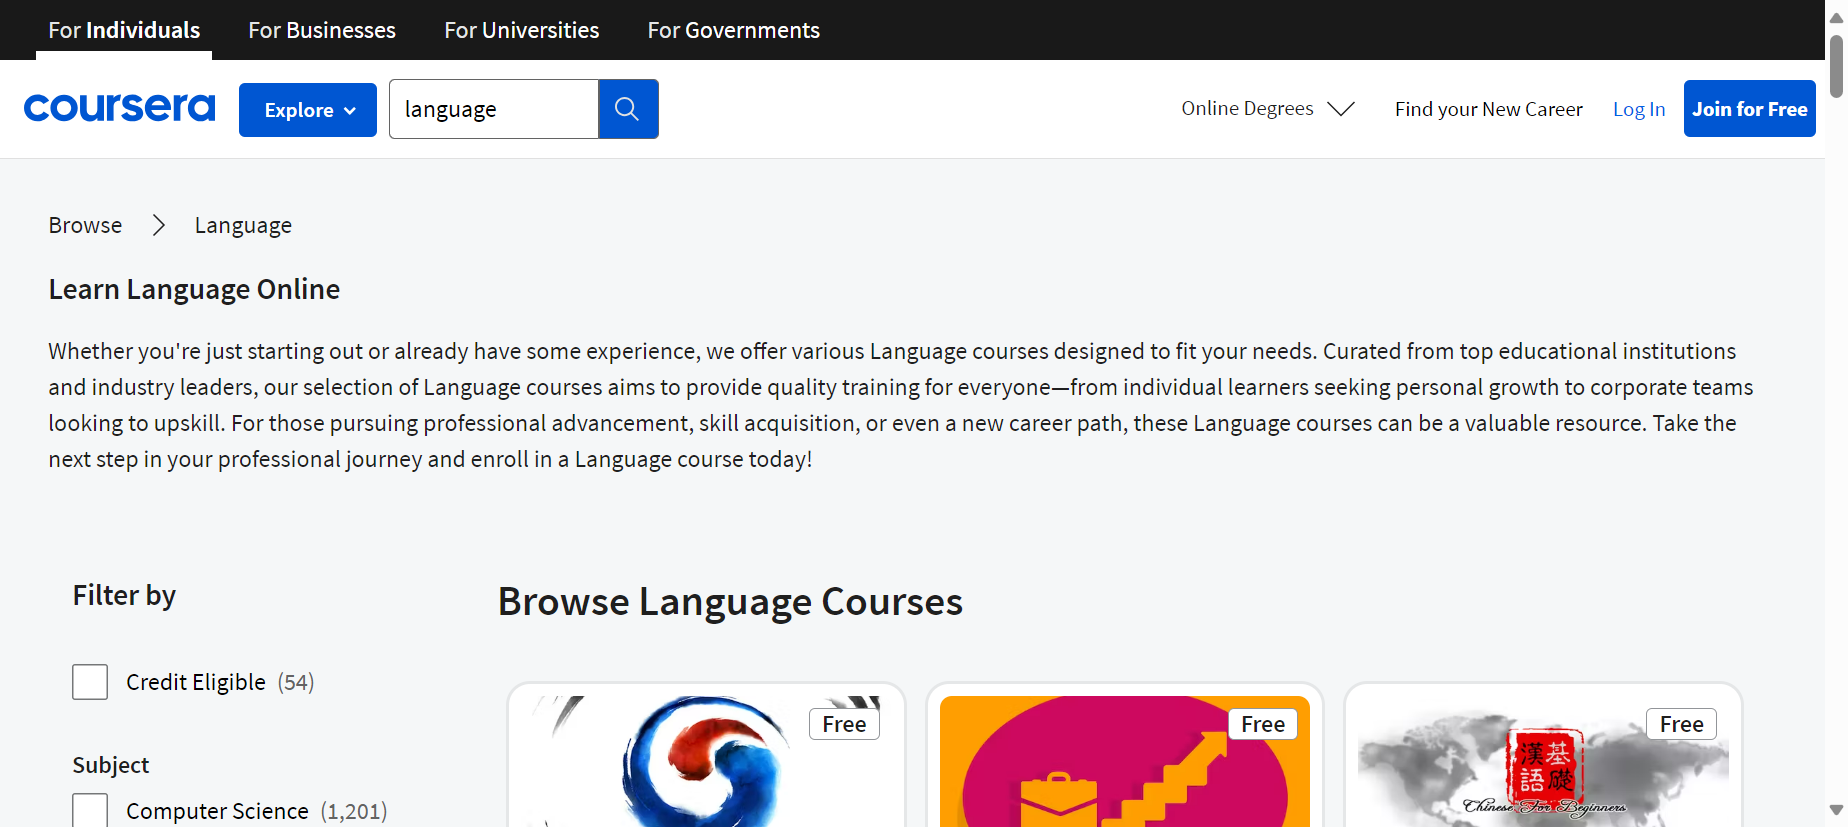 For Individuals
For Businesses
For Universities
For Governments
coursera
Explore
language
Online Degrees
Find your New Career
Log In
Join for Free
Browse
Language
Learn Language Online
Whether you're just starting out or already have some experience, we offer various Language courses designed to fit your needs. Curated from top educational institutions
and industry leaders, our selection of Language courses aims to provide quality training for everyone—from individual learners seeking personal growth to corporate teams
looking to upskill. For those pursuing professional advancement, skill acquisition, or even a new career path, these Language courses can be a valuable resource. Take the
next step in your professional journey and enroll in a Language course today!
Filter by
Credit Eligible (54)
Subject
Computer Science (1,201)
Browse Language Courses
Free
Free
Free
基礎
漢語
Chinese For Beginners